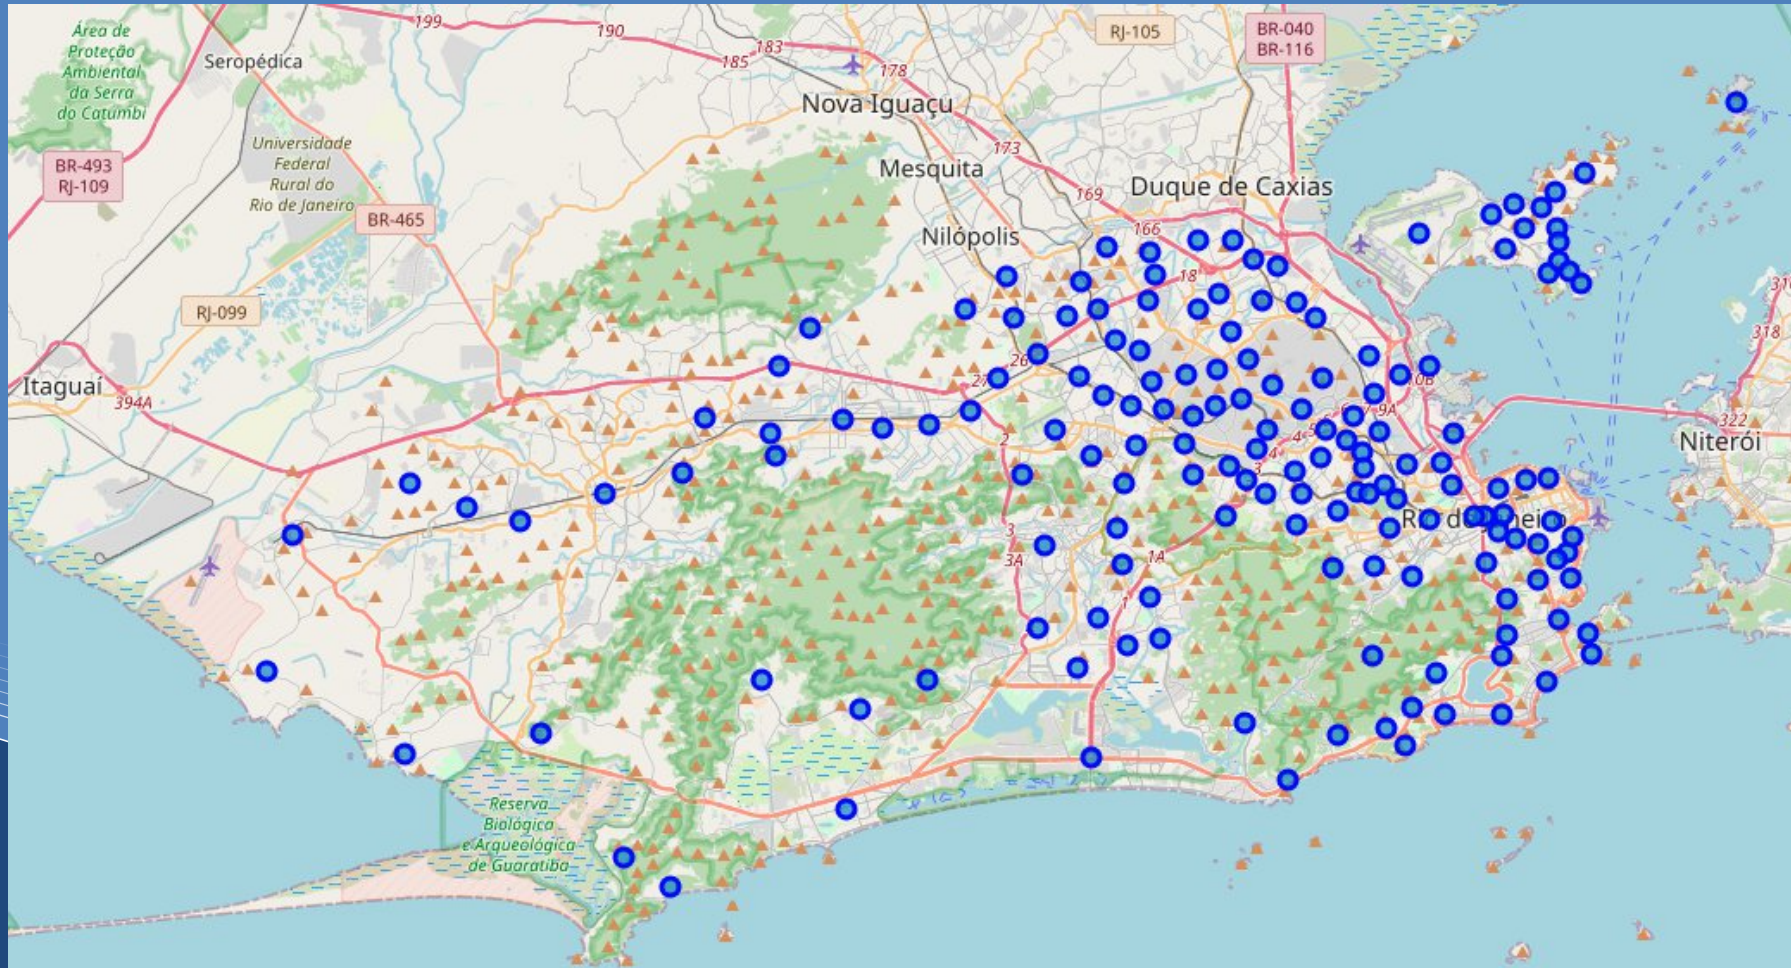 Área de
Proteção
Ambiental
da Serra
do Catumbi
Seropédica
199
190
183
185
178
RJ-105
BR-040
BR-116
Nova Iguaçu
173
Universidade
Federal
Rural do
Rio de Janeiro
BR-493
RJ-109
Mesquita
169
Duque de Caxias
BR-465
166
Nilópolis
18
RJ-099
318
26
27
Itaguaí
394A
10B
9A
322
Niterói
2
4
5
3
3
3A
1A
1
Reserva
Biológica
e Arqueológica
de Guaratiba